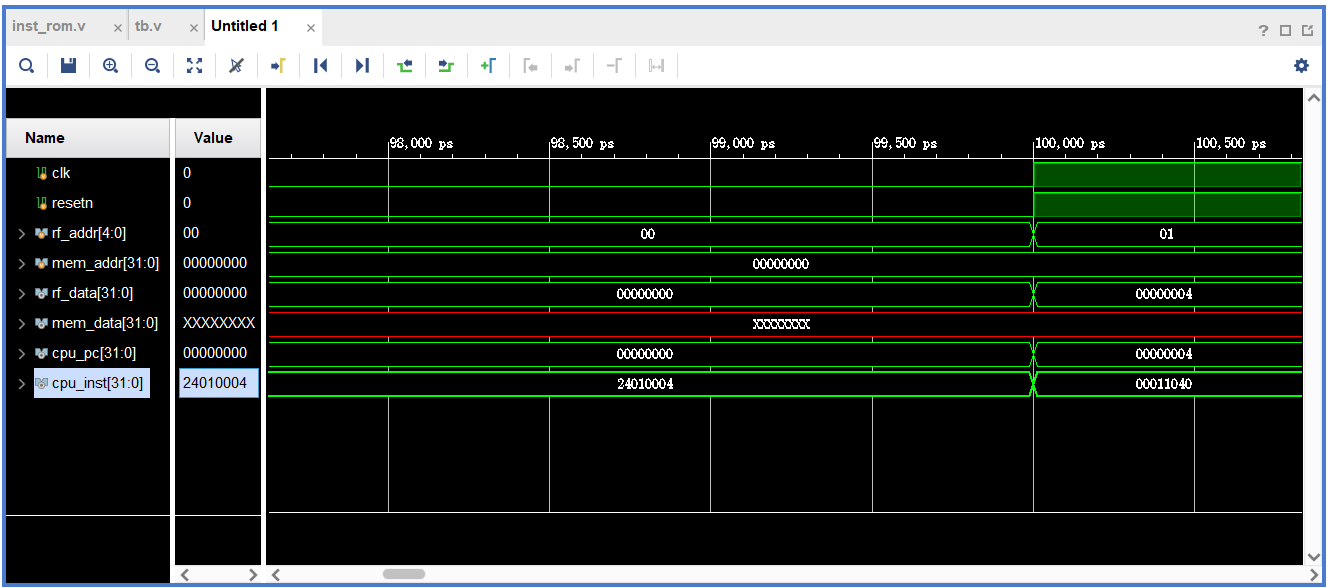 inst_rom.v × tb.v × Untitled 1 ×
?
Name Value
98,000 ps 98,500 ps 99,000 ps 99,500 ps 100,000 ps 100,500 ps
clk 0
resetn 0
rf_addr[4:0] 00 00 01
mem_addr[31:0] 00000000 00000000
rf_data[31:0] 00000000 00000000 00000004
mem_data[31:0] XXXXXXXX XXXXXXXX
cpu_pc[31:0] 00000000 00000000 00000004
cpu_inst[31:0] 24010004 24010004 00011040